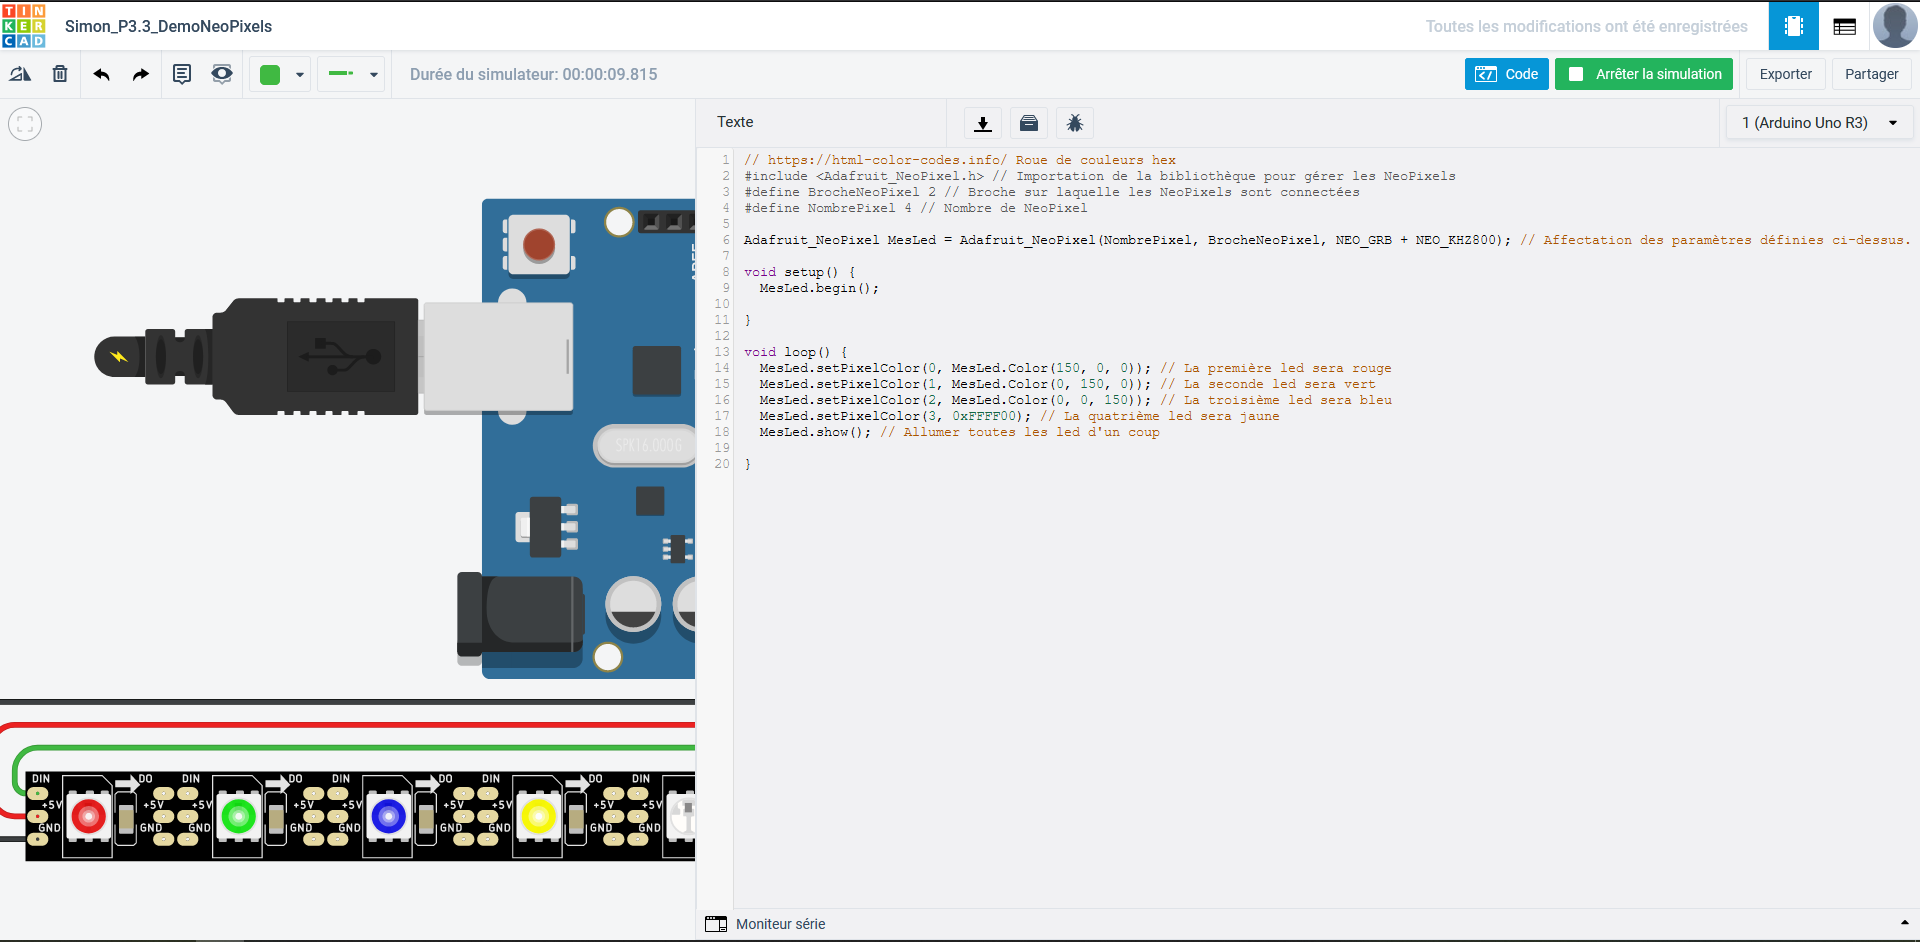 TINKERCAD
Simon_P3.3_DemoNeoPixels
Toutes les modifications ont été enregistrées
Durée du simulateur: 00:00:09.815
Code
Arrêter la simulation
Exporter
Partager
Texte
1 (Arduino Uno R3)
1 // https://html-color-codes.info/ Roue de couleurs hex
2 #include <Adafruit_NeoPixel.h> // Importation de la bibliothèque pour gérer les NeoPixels
3 #define BrocheNeoPixel 2 // Broche sur laquelle les NeoPixels sont connectées
4 #define NombrePixel 4 // Nombre de NeoPixel
5
6 Adafruit_NeoPixel MesLed = Adafruit_NeoPixel(NombrePixel, BrocheNeoPixel, NEO_GRB + NEO_KHZ800); // Affectation des paramètres définies ci-dessus.
7
8 void setup() {
9 MesLed.begin();
10
11 }
12
13 void loop() {
14 MesLed.setPixelColor(0, MesLed.Color(150, 0, 0)); // La première led sera rouge
15 MesLed.setPixelColor(1, MesLed.Color(0, 150, 0)); // La seconde led sera vert
16 MesLed.setPixelColor(2, MesLed.Color(0, 0, 150)); // La troisième led sera bleu
17 MesLed.setPixelColor(3, 0xFFFF00); // La quatrième led sera jaune
18 MesLed.show(); // Allumer toutes les led d'un coup
19
20 }
SPK16.000G
DIN DO DIN DO DIN DO DIN DO DIN
+5V +5V +5V +5V +5V +5V +5V +5V +5V
GND GND GND GND GND GND GND GND GND
Moniteur série